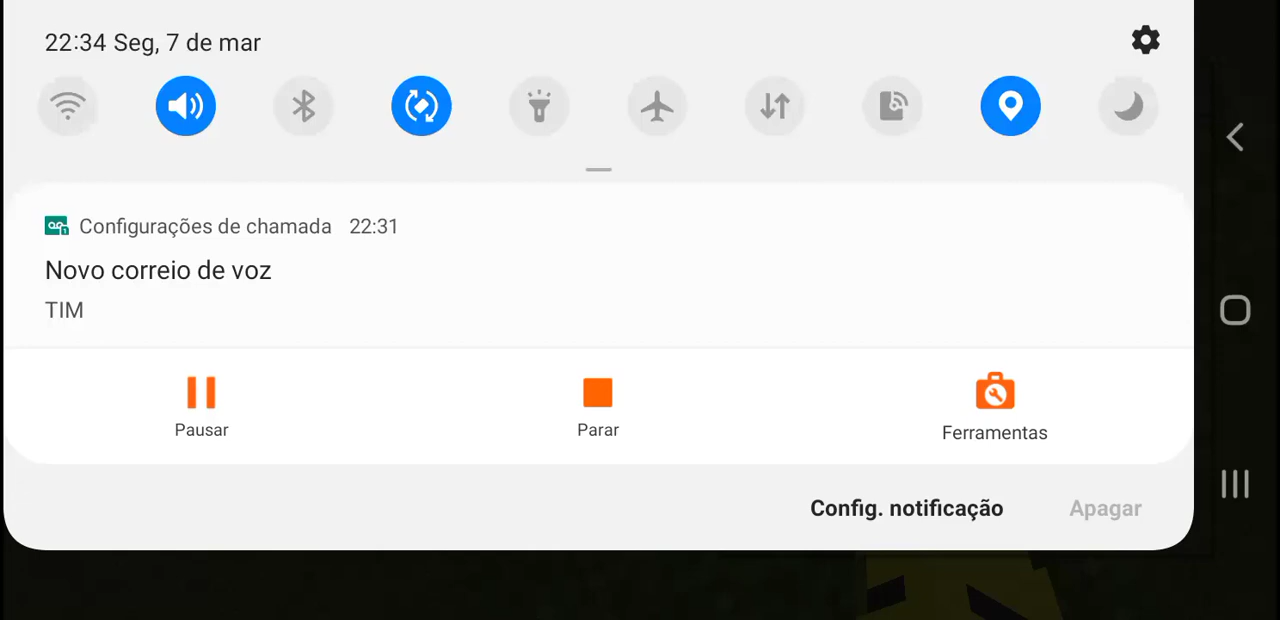 22:34 Seg, 7 de mar
Configurações de chamada 22:31
Novo correio de voz
TIM
Pausar
Parar
Ferramentas
Config. notificação
Apagar